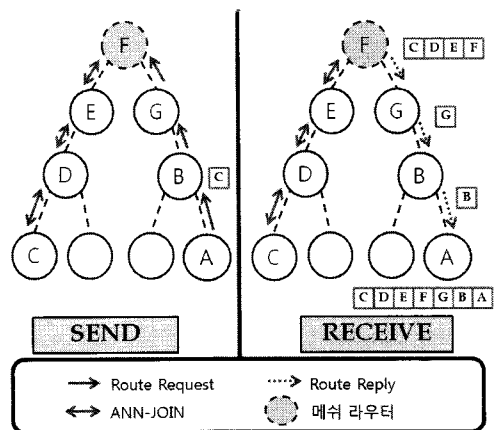 F
F
C D E F
E
G
E
G
G
D
B
C
D
B
B
C
A
C
A
C D E F G B A
SEND
RECEIVE
Route Request
Route Reply
ANN-JOIN
메쉬 라우터